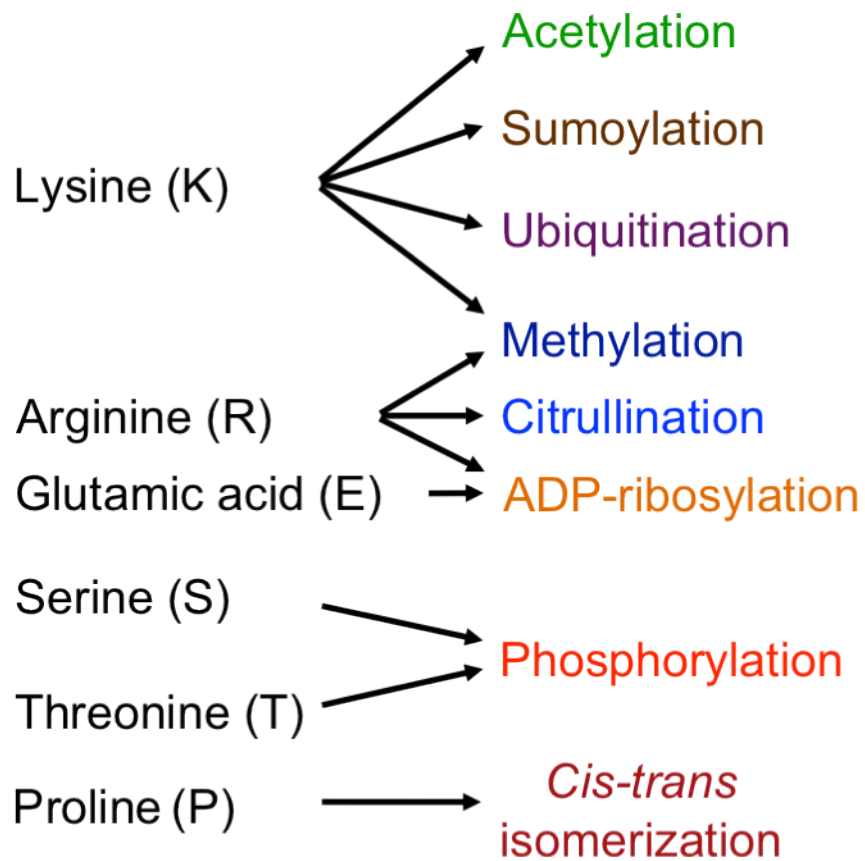 Acetylation
Sumoylation
Lysine (K)
Ubiquitination
Methylation
Arginine (R)
Citrullination
Glutamic acid (E)
ADP-ribosylation
Serine (S)
Phosphorylation
Threonine (T)
Proline (P)
Cis-trans
isomerization